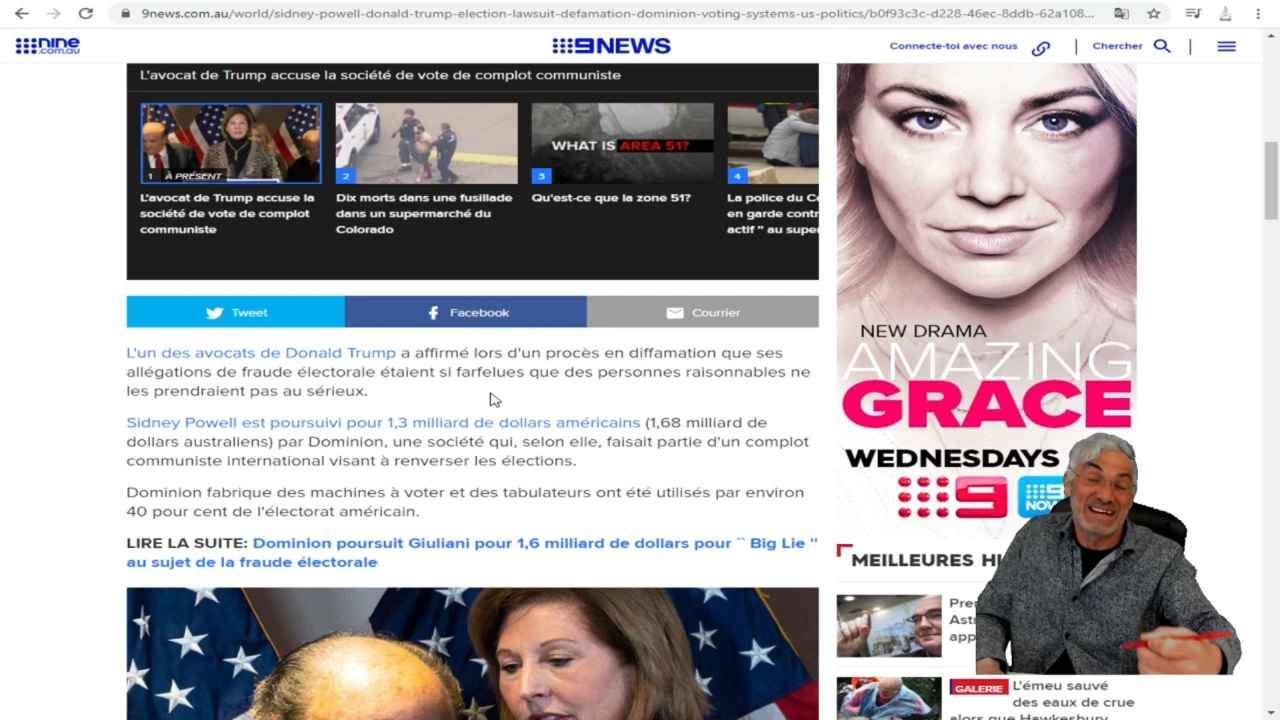 9news.com.au/world/sidney-powell-donald-trump-election-lawsuit-defamation-dominion-voting-systems-us-politics/b0f93c3c-d228-46ec-8ddb-62a108...
nine
.com.au
9NEWS
Connecte-toi avec nous
Chercher
L'avocat de Trump accuse la société de vote de complot communiste
1 À PRÉSENT
2
WHAT IS AREA 51?
3
4
L'avocat de Trump accuse la
société de vote de complot
communiste
Dix morts dans une fusillade
dans un supermarché du
Colorado
Qu'est-ce que la zone 51?
La police du C
en garde contr
actif " au supe
Tweet
Facebook
Courrier
L'un des avocats de Donald Trump a affirmé lors d'un procès en diffamation que ses
allégations de fraude électorale étaient si farfelues que des personnes raisonnables ne
les prendraient pas au sérieux.
Sidney Powell est poursuivi pour 1,3 milliard de dollars américains (1,68 milliard de
dollars australiens) par Dominion, une société qui, selon elle, faisait partie d'un complot
communiste international visant à renverser les élections.
Dominion fabrique des machines à voter et des tabulateurs ont été utilisés par environ
40 pour cent de l'électorat américain.
LIRE LA SUITE: Dominion poursuit Giuliani pour 1,6 milliard de dollars pour `` Big Lie ''
au sujet de la fraude électorale
NEW DRAMA
AMAZING
GRACE
WEDNESDAYS
9
9
NOW
MEILLEURES HI
Pre
Ast
app
GALERIE L'émeu sauvé
des eaux de crue
alors que Hawkesbury